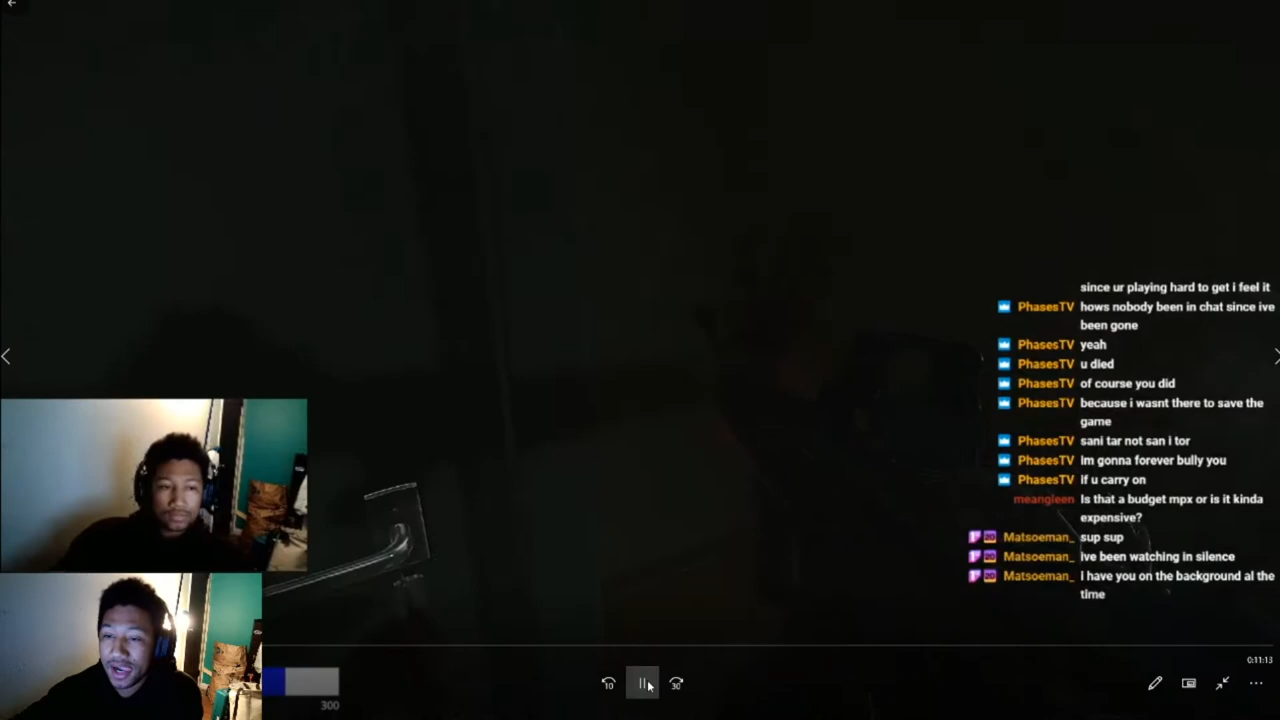 since ur playing hard to get i feel it
PhasesTV hows nobody been in chat since ive
been gone
PhasesTV yeah
PhasesTV u died
PhasesTV of course you did
PhasesTV because i wasnt there to save the
game
PhasesTV sani tar not san i tor
PhasesTV im gonna forever bully you
PhasesTV if u carry on
meangleen Is that a budget mpx or is it kinda
expensive?
Matsoeman_ sup sup
Matsoeman_ ive been watching in silence
Matsoeman_ I have you on the background al the
time
0:11:13
10
30
300